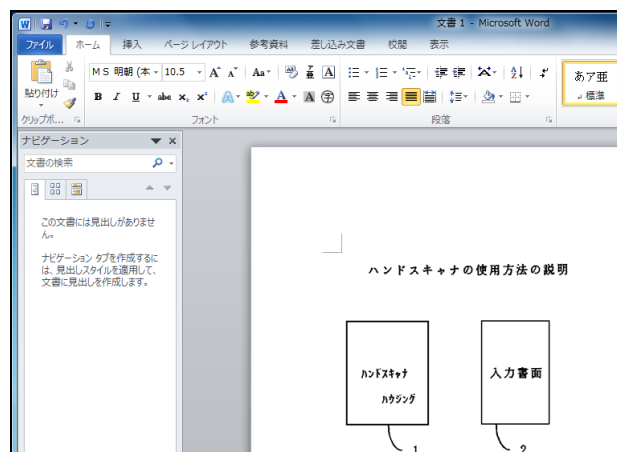 文書 1 - Microsoft Word
ファイル ホーム 挿入 ページ レイアウト 参考資料 差し込み文書 校閲 表示
ＭＳ 明朝 (本 10.5 A A Aa ア亜 A
貼り付け B I U abc x₂ x² A ab A A 字 あア亜
標準
クリップボ... フォント 段落
ナビゲーション
文書の検索
この文書には見出しがありません。
ナビゲーション タブを作成するには、見出しスタイルを適用して、文書に見出しを作成します。
ハンドスキャナの使用方法の説明
ハンドスキャナ
ハウジング
入力書面
1 2